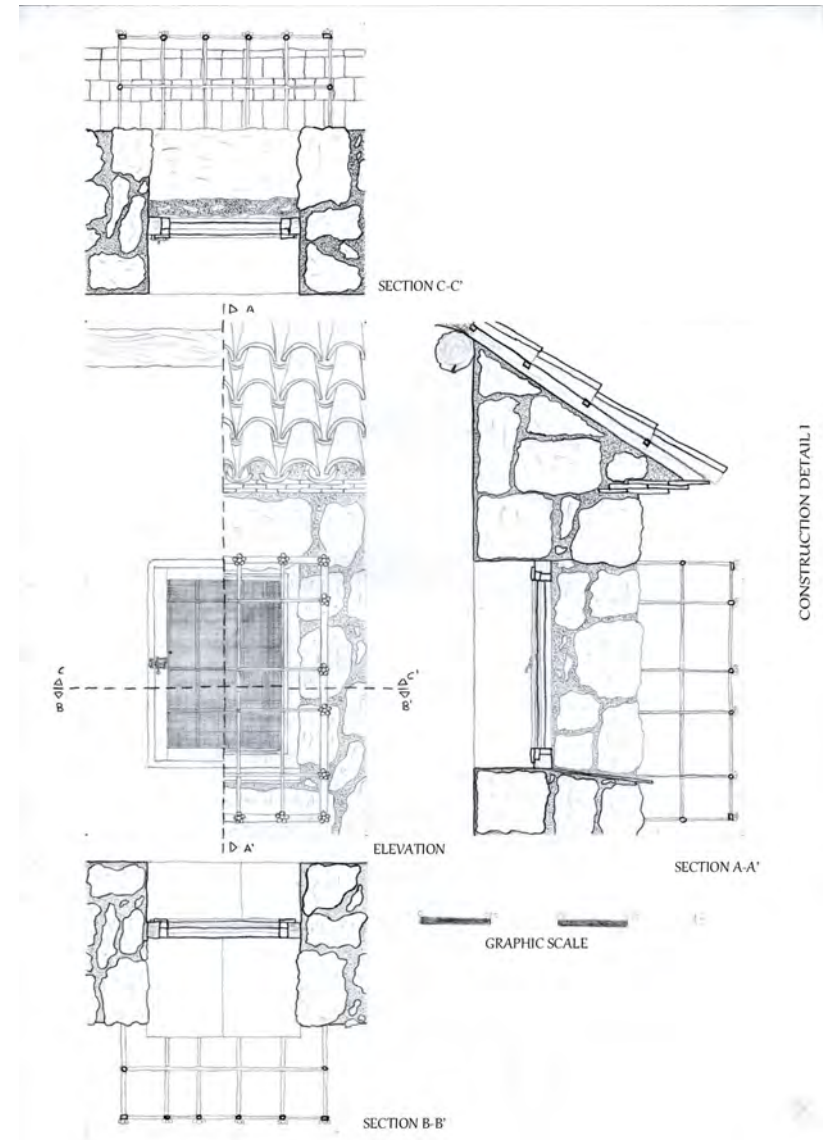 SECTION C-C'
A
C
B
C'
B'
A'
ELEVATION
SECTION A-A'
GRAPHIC SCALE
SECTION B-B'
CONSTRUCTION DETAIL 1